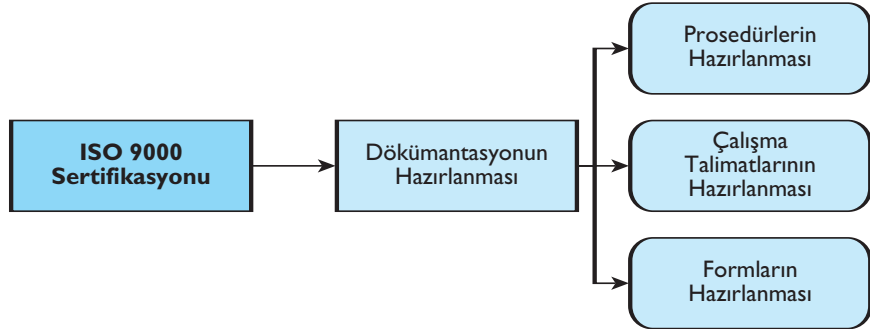 ISO 9000
Sertifikasyonu
Dökümantasyonun
Hazırlanması
Prosedürlerin
Hazırlanması
Çalışma
Talimatlarının
Hazırlanması
Formların
Hazırlanması